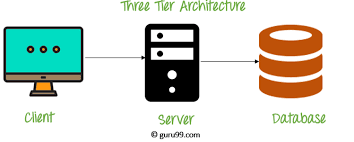 Three Tier Architecture
Client
Server
Database
© guru99.com